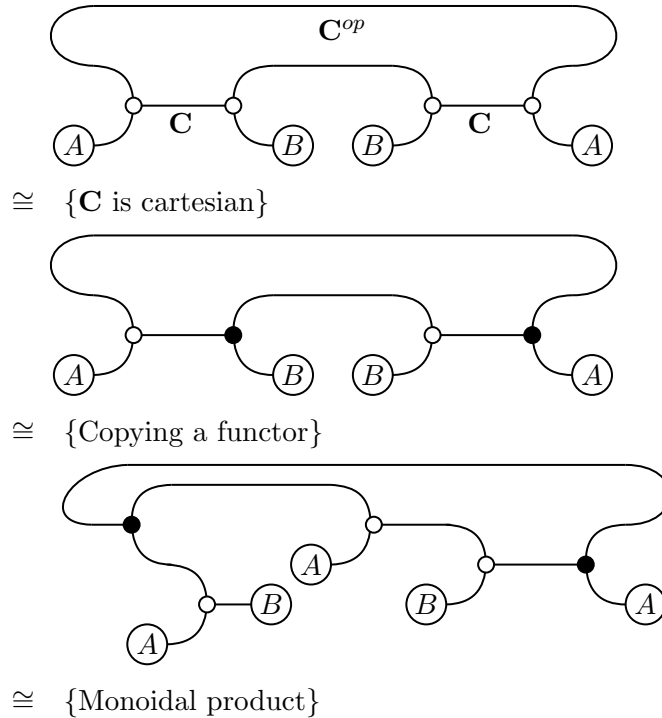 C^{op}
C C
A B B A
≅ {C is cartesian}
A B B A
≅ {Copying a functor}
A
B B A
A
≅ {Monoidal product}